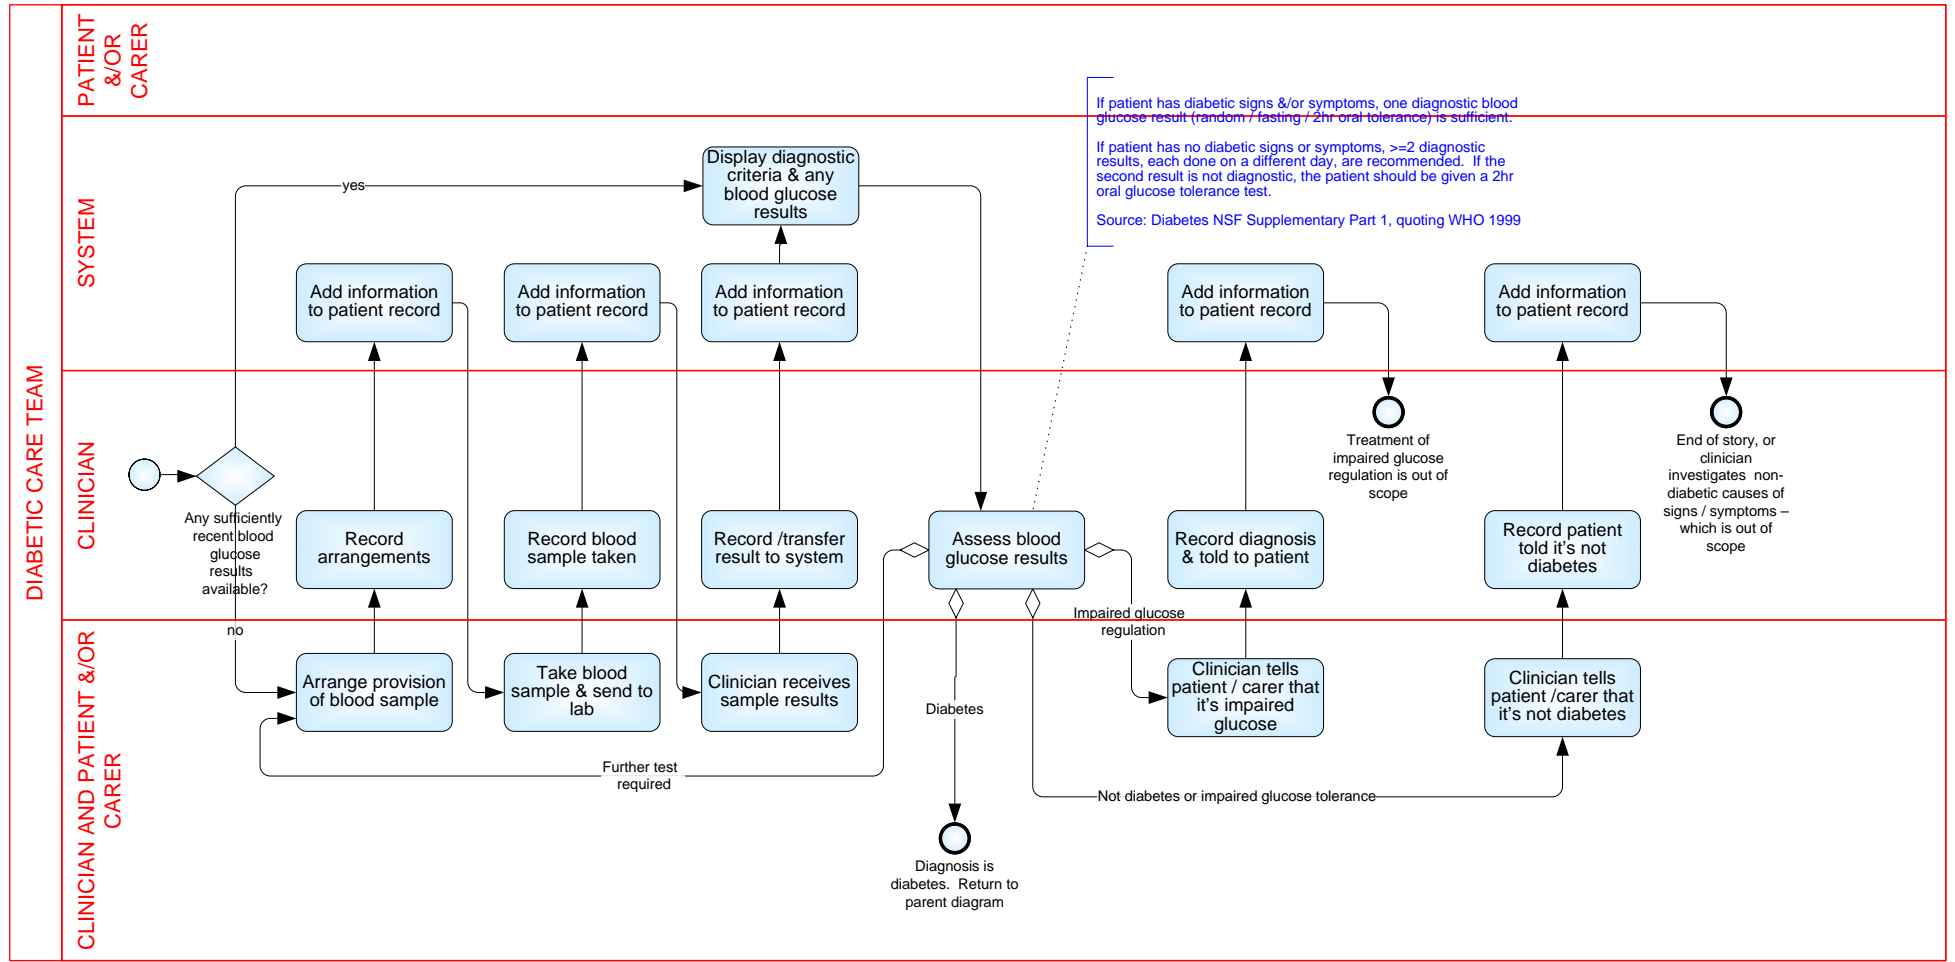 DIABETIC CARE TEAM
PATIENT
&/OR
CARER
SYSTEM
CLINICIAN
CLINICIAN AND PATIENT &/OR
CARER
If patient has diabetic signs &/or symptoms, one diagnostic blood
glucose result (random / fasting / 2hr oral tolerance) is sufficient.
If patient has no diabetic signs or symptoms, >=2 diagnostic
results, each done on a different day, are recommended.  If the
second result is not diagnostic, the patient should be given a 2hr
oral glucose tolerance test.
Source: Diabetes NSF Supplementary Part 1, quoting WHO 1999
yes
Display diagnostic
criteria & any
blood glucose
results
Add information
to patient record
Add information
to patient record
Add information
to patient record
Add information
to patient record
Add information
to patient record
Any sufficiently
recent blood
glucose
results
available?
no
Record
arrangements
Record blood
sample taken
Record /transfer
result to system
Assess blood
glucose results
Record diagnosis
& told to patient
Treatment of
impaired glucose
regulation is out of
scope
Record patient
told it's not
diabetes
End of story, or
clinician
investigates  non-
diabetic causes of
signs / symptoms –
which is out of
scope
Arrange provision
of blood sample
Take blood
sample & send to
lab
Clinician receives
sample results
Impaired glucose
regulation
Clinician tells
patient / carer that
it's impaired
glucose
Clinician tells
patient /carer that
it's not diabetes
Diabetes
Further test
required
Not diabetes or impaired glucose tolerance
Diagnosis is
diabetes.  Return to
parent diagram